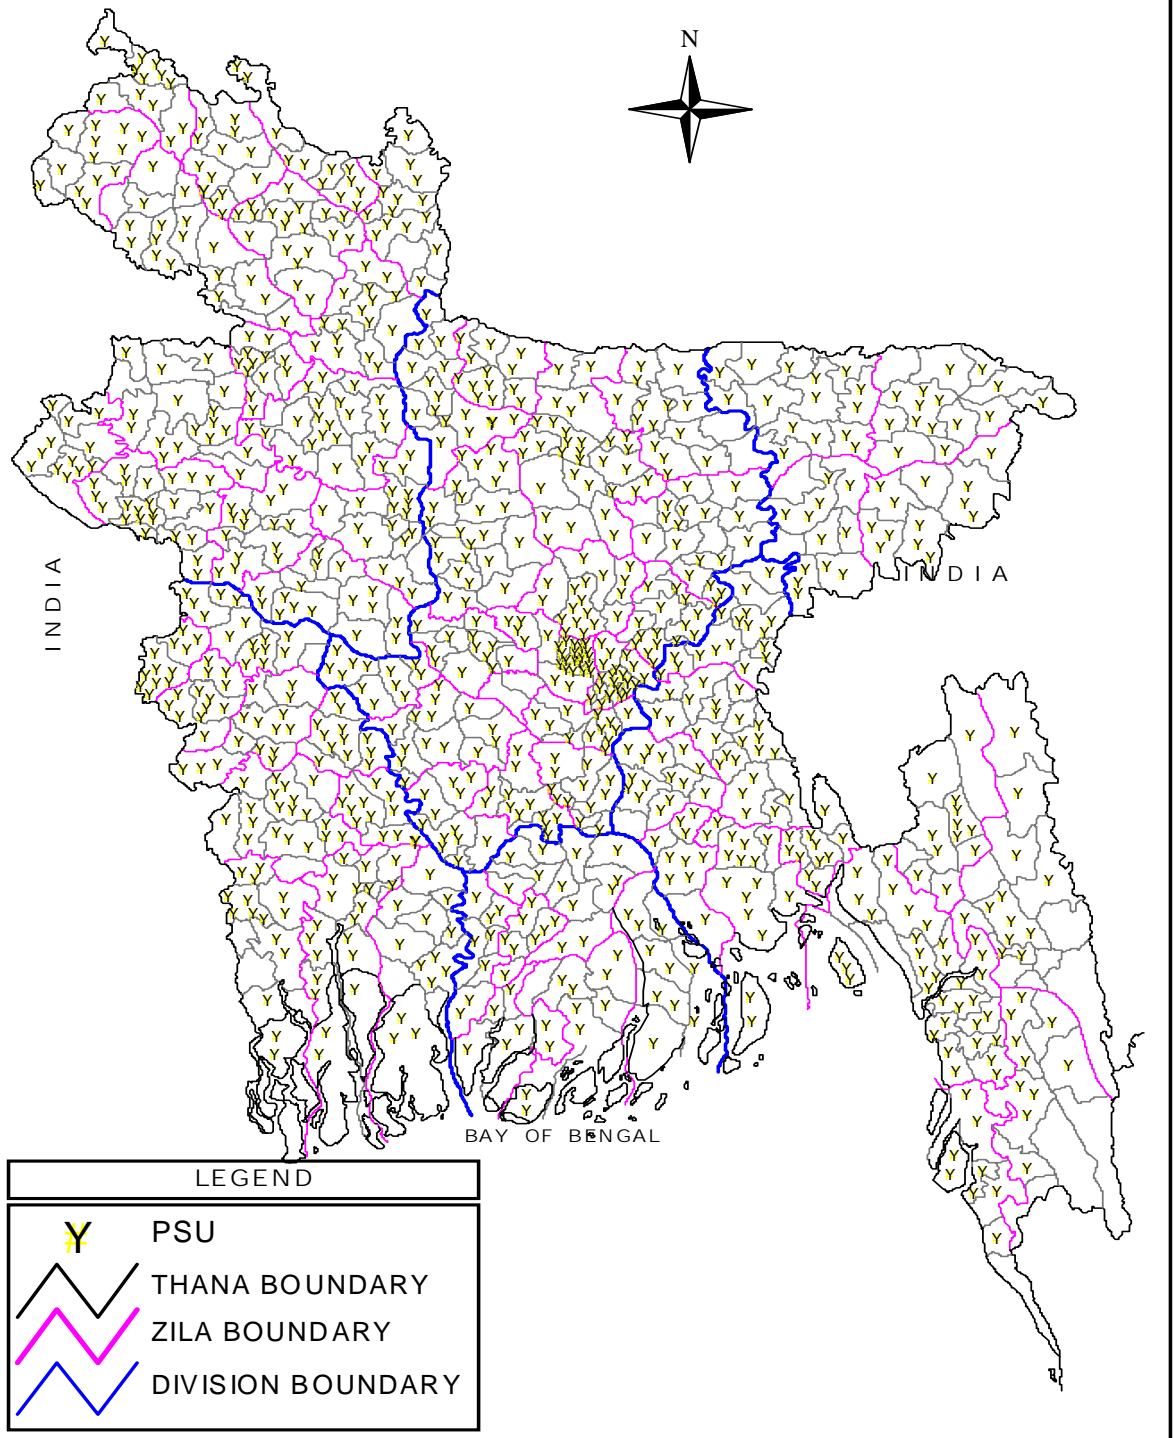 N
INDIA
INDIA
BAY OF BENGAL
LEGEND
Y PSU
THANA BOUNDARY
ZILA BOUNDARY
DIVISION BOUNDARY